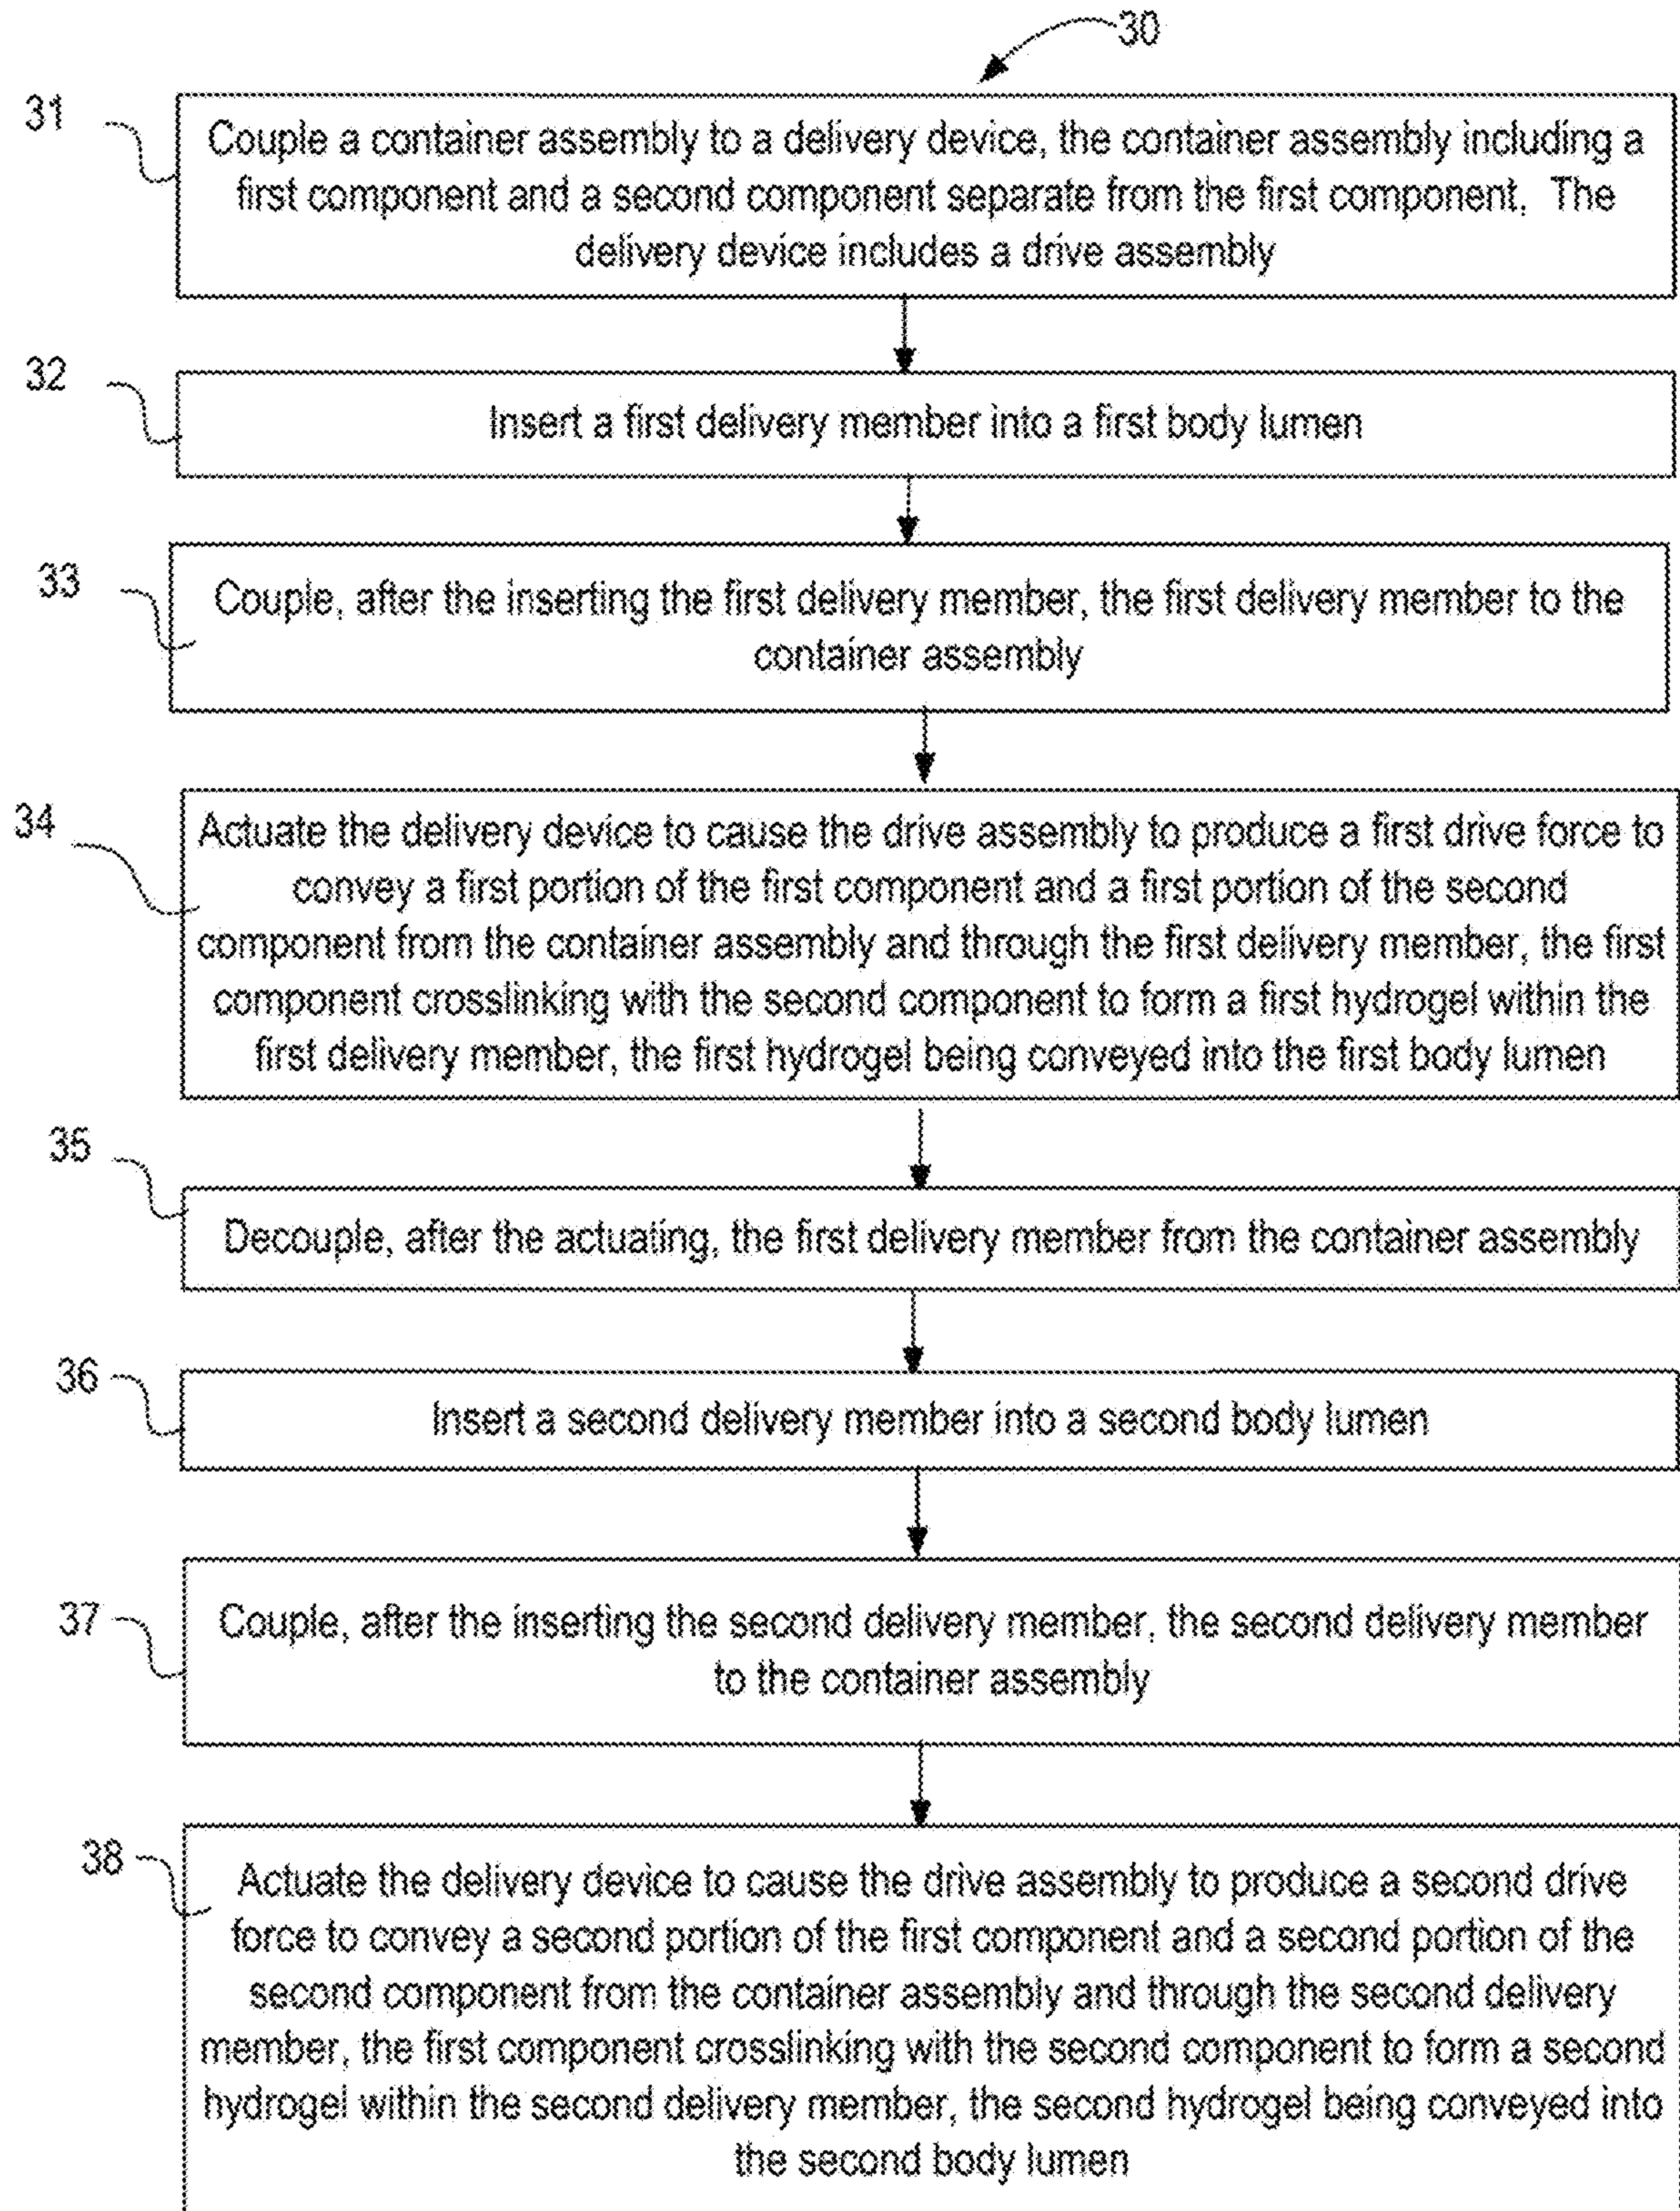 30
31
Couple a container assembly to a delivery device, the container assembly including a
first component and a second component separate from the first component. The
delivery device includes a drive assembly
32
Insert a first delivery member into a first body lumen
33
Couple, after the inserting the first delivery member, the first delivery member to the
container assembly
34
Actuate the delivery device to cause the drive assembly to produce a first drive force to
convey a first portion of the first component and a first portion of the second
component from the container assembly and through the first delivery member, the first
component crosslinking with the second component to form a first hydrogel within the
first delivery member, the first hydrogel being conveyed into the first body lumen
35
Decouple, after the actuating, the first delivery member from the container assembly
36
Insert a second delivery member into a second body lumen
37
Couple, after the inserting the second delivery member, the second delivery member
to the container assembly
38
Actuate the delivery device to cause the drive assembly to produce a second drive
force to convey a second portion of the first component and a second portion of the
second component from the container assembly and through the second delivery
member, the first component crosslinking with the second component to form a second
hydrogel within the second delivery member, the second hydrogel being conveyed into
the second body lumen